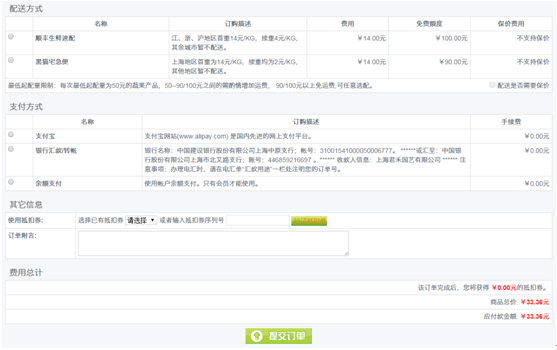 配送方式
名称 订购描述 费用 免费额度 保价费用
顺丰生鲜速配 江、浙、沪地区首重14元/KG，续重4元/KG，其余城市暂不配送。 ￥14.00元 ￥100.00元 不支持保价
黑猫宅急便 上海地区首重为14元/KG，续重均为2元/KG，其他地区暂不配送。 ￥14.00元 ￥90.00元 不支持保价
最低起配量限制：每次最低起配量为50元的蔬果产品，50--90/100元之间的需酌情增加运费， 90/100元以上免运费,可任意选配。 配送是否需要保价
支付方式
名称 订购描述 手续费
支付宝 支付宝网站(www.alipay.com) 是国内先进的网上支付平台。 ￥0.00元
银行汇款/转帐 银行名称：中国建设银行股份有限公司上海中原支行；帐号：31001541000050006777。 ******或汇至：中国银
行股份有限公司上海市北艾路支行；账号：446859216697 。****** 收款人信息：上海君禾园艺有限公司 ****** 注
意事项：办理电汇时，请在电汇单“汇款用途”一栏处注明您的订单号。 ￥0.00元
余额支付 使用帐户余额支付。只有会员才能使用。 ￥0.00元
其它信息
使用抵扣券: 选择已有抵扣券 请选择 或者输入抵扣券序列号
订单附言:
费用总计
该订单完成后，您将获得 ￥0.00元的抵扣券。
商品总价: ￥33.36元
应付款金额: ￥33.36元
提交订单